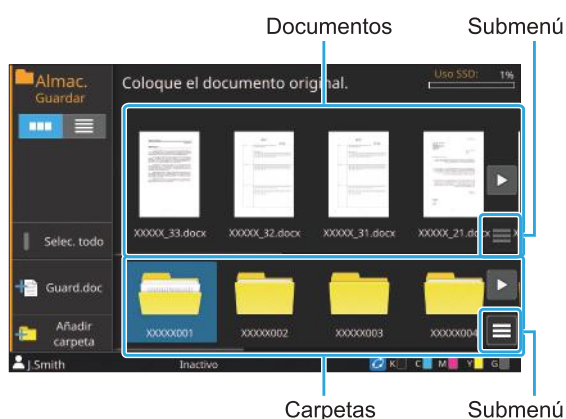 Documentos
Submenú
Almac.
Guardar
Coloque el documento original.
Uso SSD: 1%
XXXXX_33.docx
XXXXX_32.docx
XXXXX_31.docx
XXXXX_21.docx
Selec. todo
Guard.doc
Añadir
carpeta
XXXXX001
XXXXX002
XXXXX003
XXXXX004
J.Smith
Inactivo
K C M Y G
Carpetas
Submenú